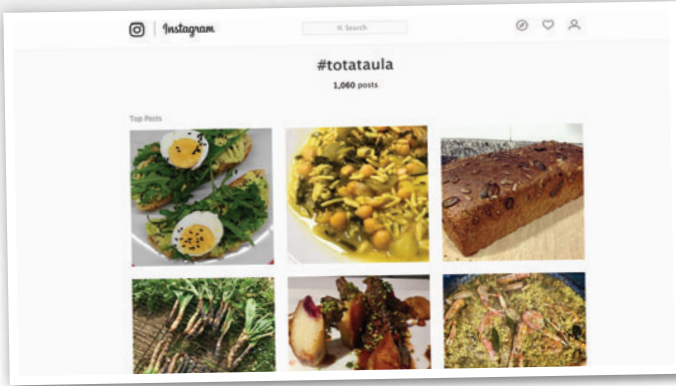 Instagram
Search
#totataula
1,060 posts
Top Posts